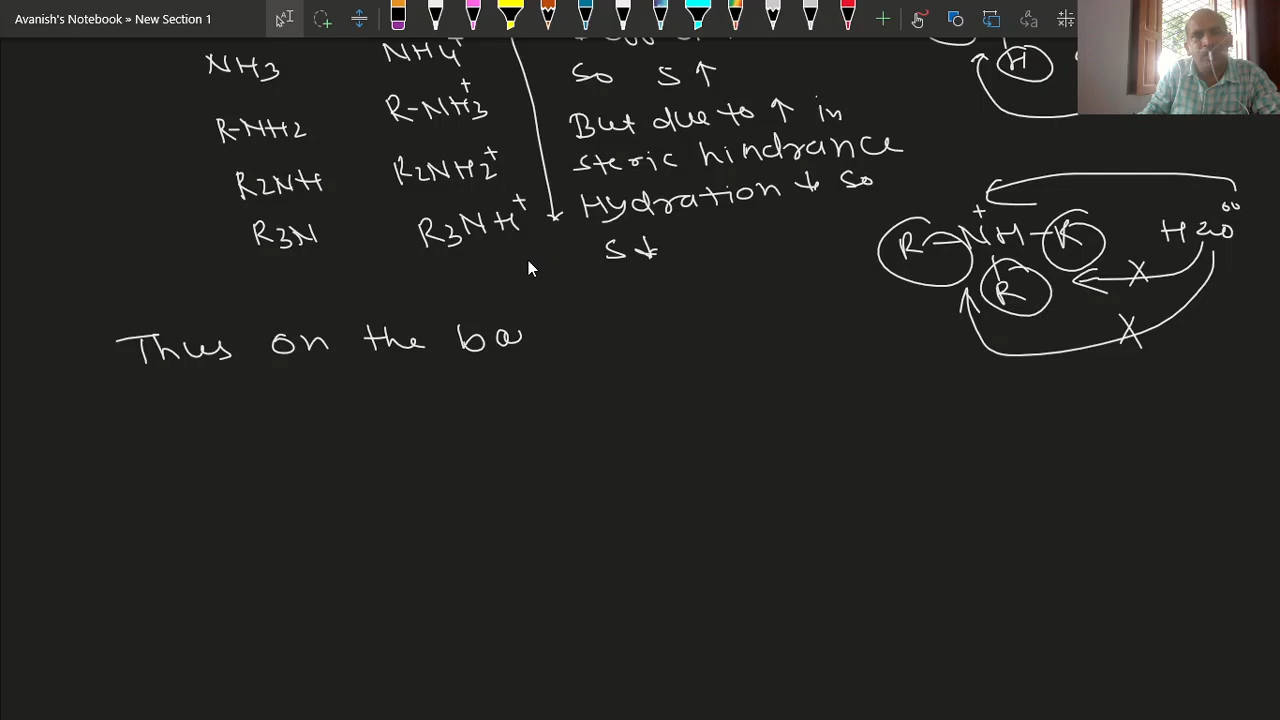 Avanish's Notebook » New Section 1
NH3 NH4+
R-NH2 R-NH3+
R2NH R2NH2+
R3N R3NH+
So S ↑
But due to ↑ in
steric hindrance
Hydration ↓ so
S ↓
H
R-NH+-R H2O
R
X
X
Thus on the ba